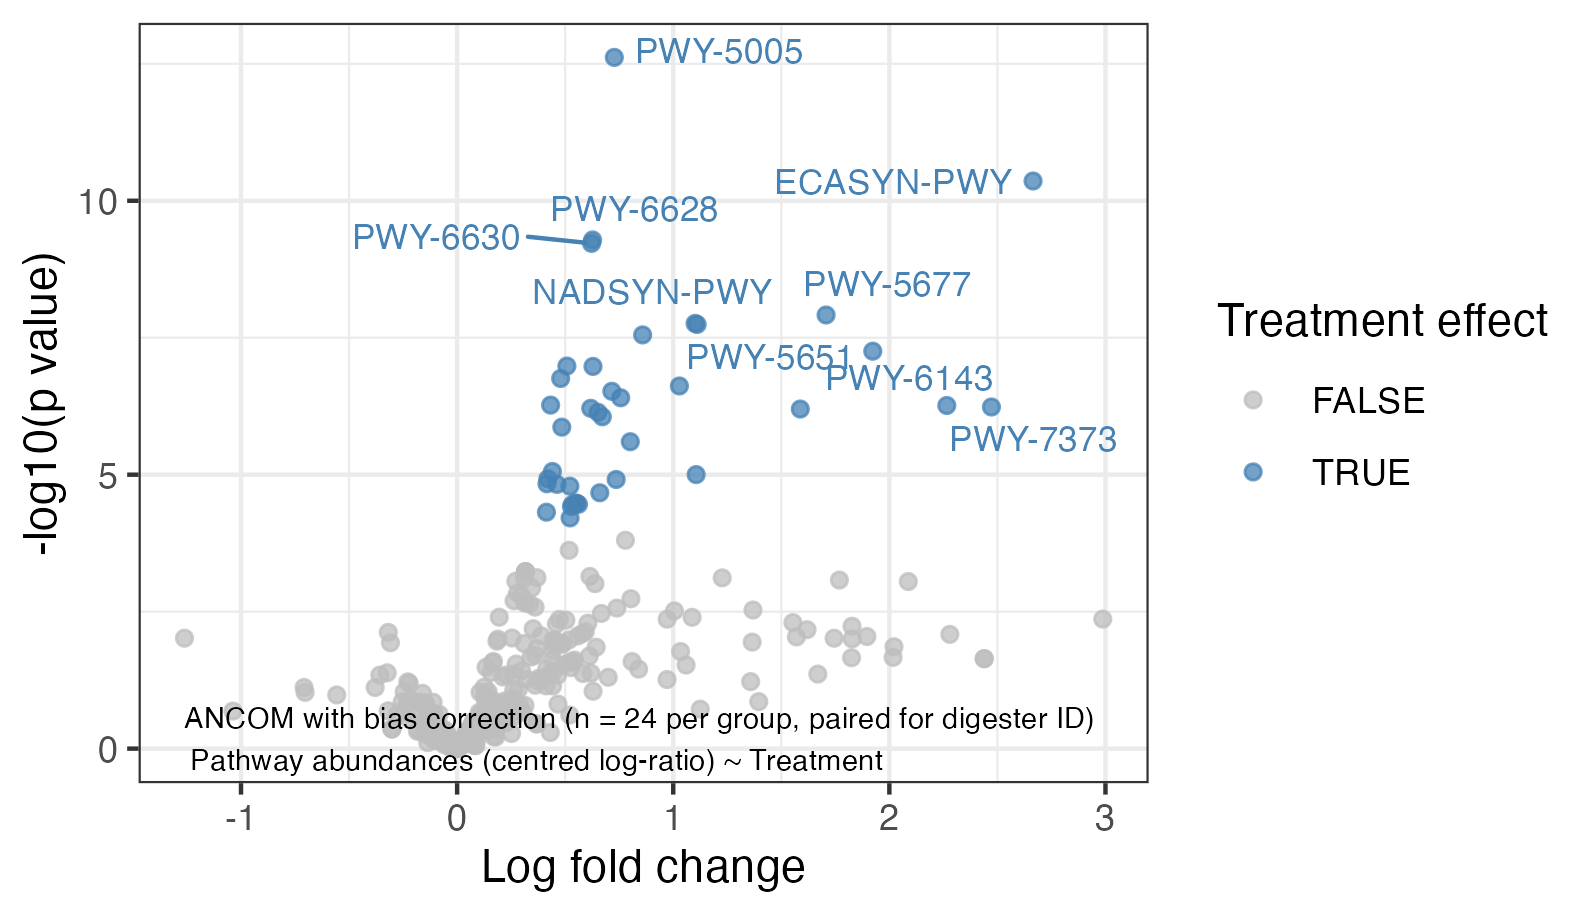 PWY-5005
ECASYN-PWY
PWY-6628
PWY-6630
PWY-5677
NADSYN-PWY
PWY-5651
PWY-6143
PWY-7373
ANCOM with bias correction (n = 24 per group, paired for digester ID)
Pathway abundances (centred log-ratio) ~ Treatment
10
5
0
-log10(p value)
-1
0
1
2
3
Log fold change
Treatment effect
FALSE
TRUE